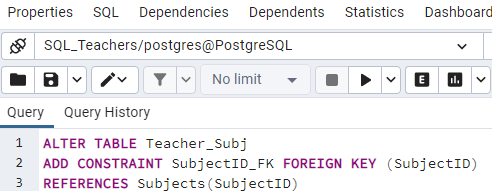 Properties SQL Dependencies Dependents Statistics Dashboard
SQL_Teachers/postgres@PostgreSQL
No limit
E
Query Query History
1 ALTER TABLE Teacher_Subj
2 ADD CONSTRAINT SubjectID_FK FOREIGN KEY (SubjectID)
3 REFERENCES Subjects(SubjectID)